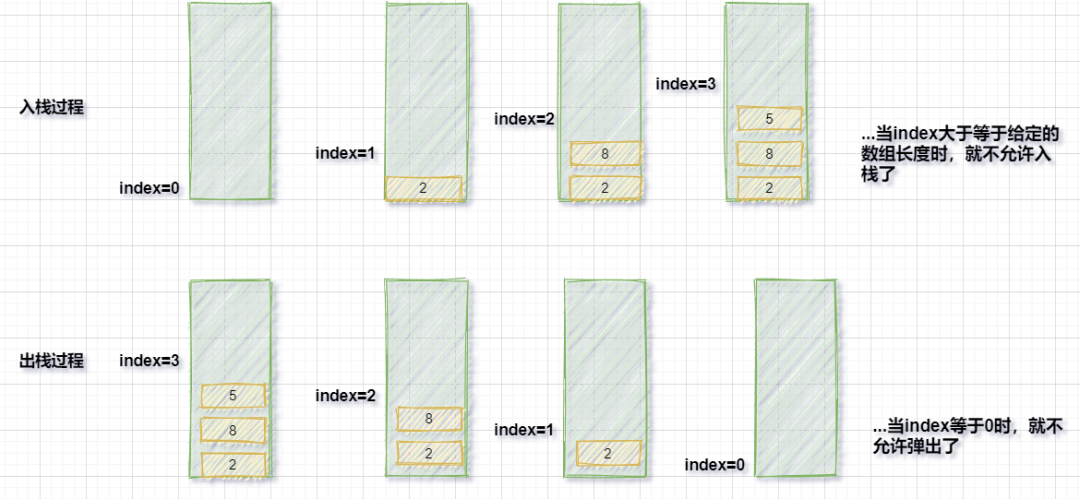 入栈过程
index=0
index=1
2
index=2
8
2
index=3
5
8
2
...当index大于等于给定的
数组长度时，就不允许入
栈了
出栈过程
index=3
5
8
2
index=2
8
2
index=1
2
index=0
...当index等于0时，就不
允许弹出了